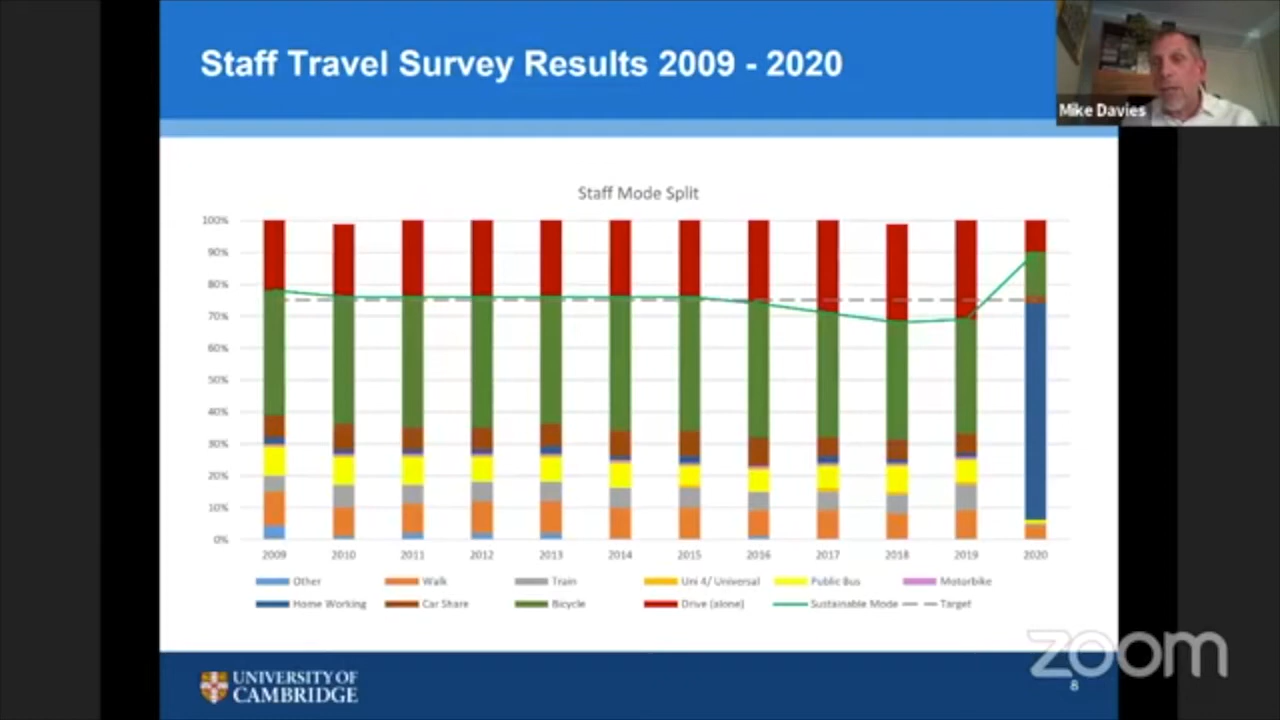 Staff Travel Survey Results 2009 - 2020
Mike Davies
Staff Mode Split
100%
90%
80%
70%
60%
50%
40%
30%
20%
10%
0%
2009 2010 2011 2012 2013 2014 2015 2016 2017 2018 2019 2020
Other Walk Train Uni 4/ Universal Public Bus Motorbike
Home Working Car Share Bicycle Drive (alone) Sustainable Mode Target
UNIVERSITY OF
CAMBRIDGE
zoom
8